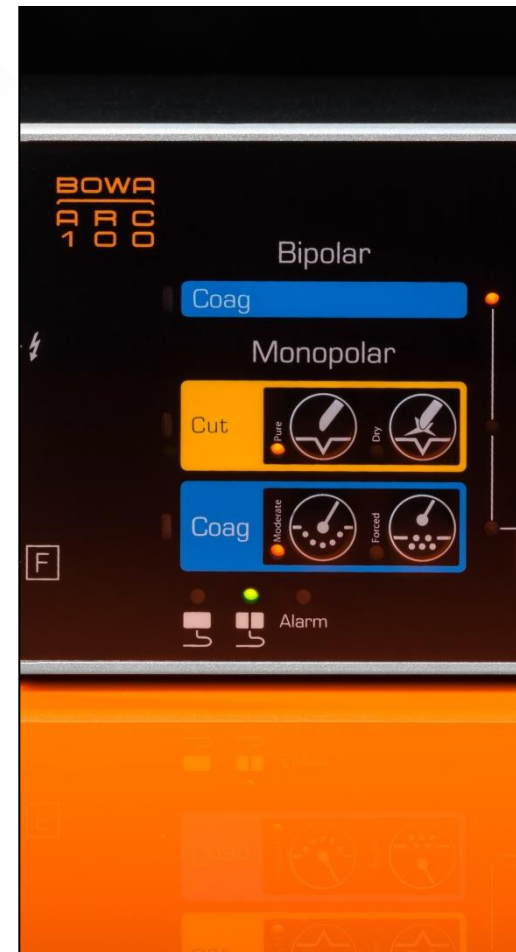 BOWA
ARC
100
Bipolar
Coag
Monopolar
Cut
Pure
Dry
Coag
Moderate
Forced
F
Alarm